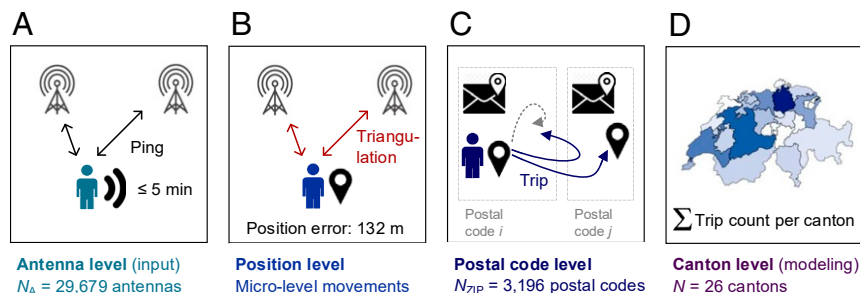 A
B
C
D
Ping
≤ 5 min
Triangu-
lation
Position error: 132 m
Trip
Postal
code i
Postal
code j
∑ Trip count per canton
Antenna level (input)
N_A = 29,679 antennas
Position level
Micro-level movements
Postal code level
N_ZIP = 3,196 postal codes
Canton level (modeling)
N = 26 cantons